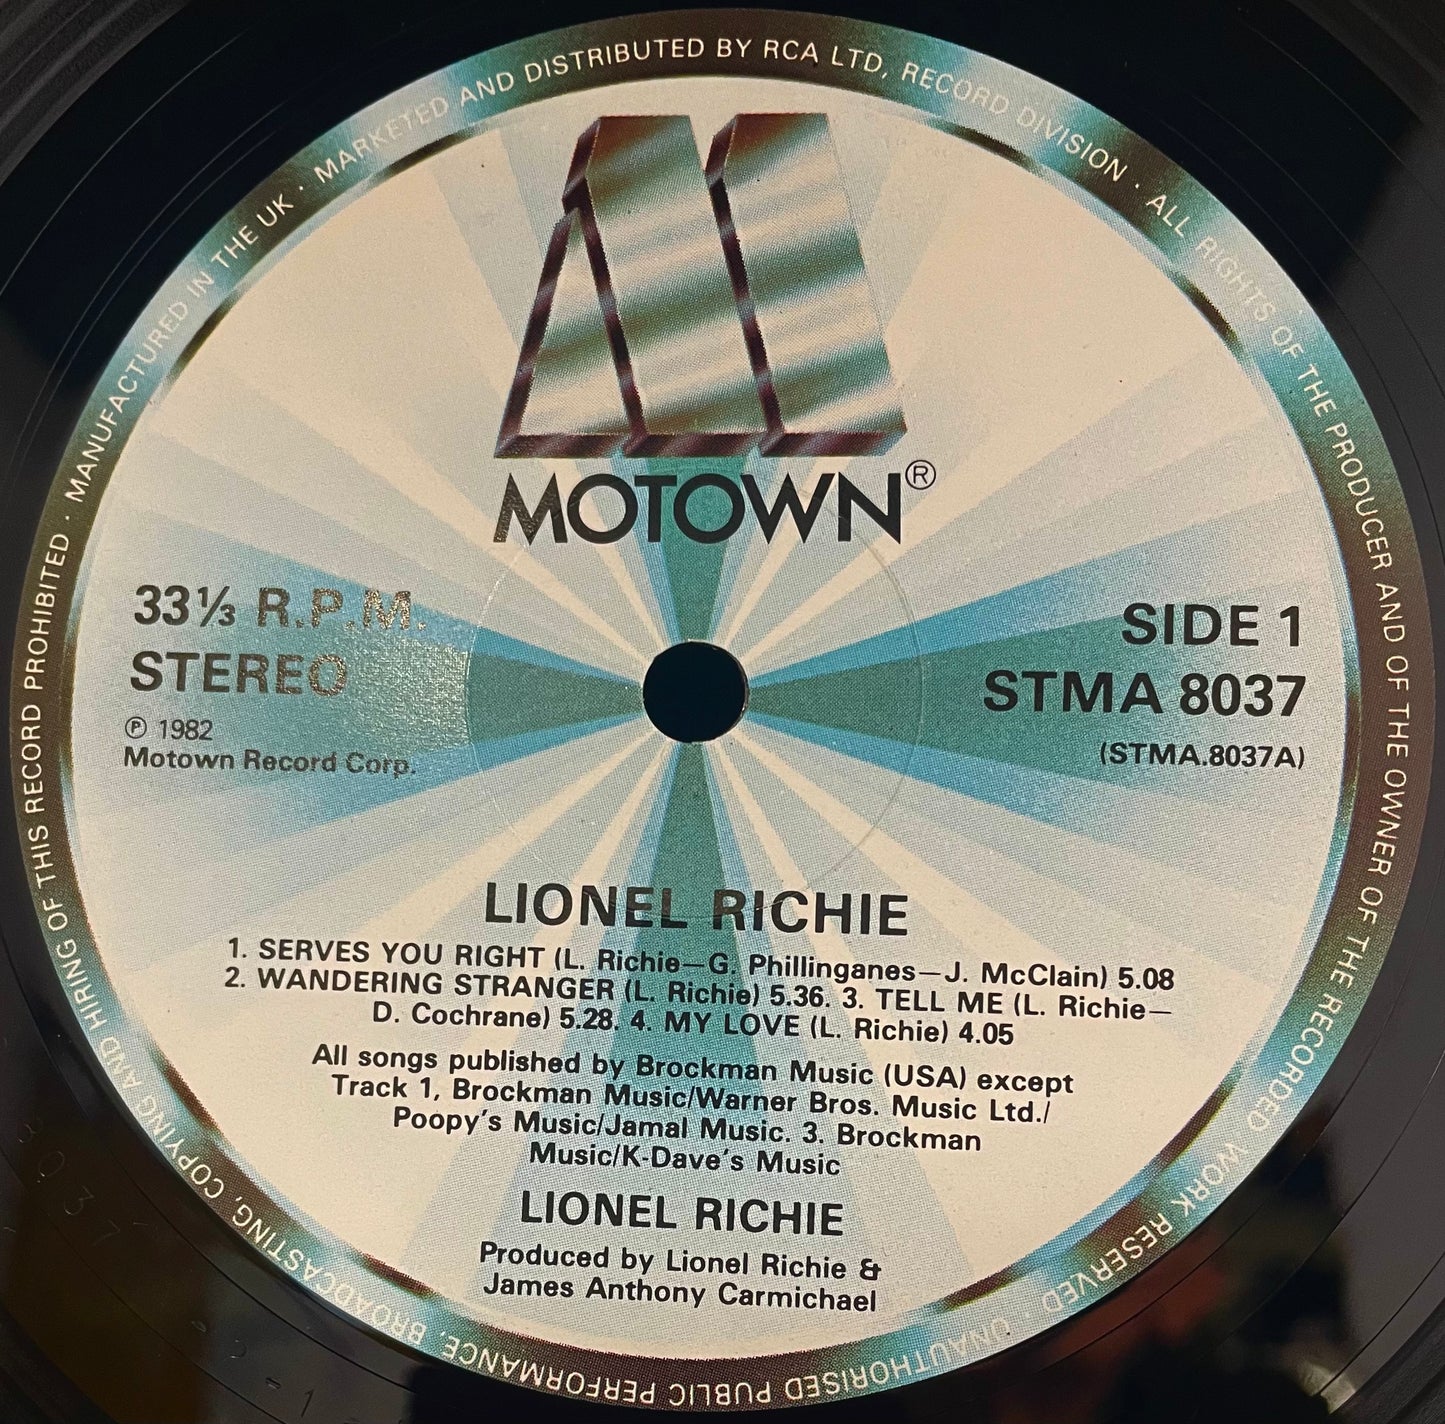 MANUFACTURED IN THE UK · MARKETED AND DISTRIBUTED BY RCA LTD, RECORD DIVISION · ALL RIGHTS OF THE PRODUCER AND OF THE OWNER OF THE RECORDED WORK RESERVED · UNAUTHORISED PUBLIC PERFORMANCE, BROADCASTING, COPYING AND HIRING OF THIS RECORD PROHIBITED ·
MOTOWN®
33⅓ R.P.M.
STEREO
℗ 1982
Motown Record Corp.
SIDE 1
STMA 8037
(STMA.8037A)
LIONEL RICHIE
1. SERVES YOU RIGHT (L. Richie—G. Phillinganes—J. McClain) 5.08
2. WANDERING STRANGER (L. Richie) 5.36. 3. TELL ME (L. Richie—
D. Cochrane) 5.28. 4. MY LOVE (L. Richie) 4.05
All songs published by Brockman Music (USA) except
Track 1, Brockman Music/Warner Bros. Music Ltd./
Poopy's Music/Jamal Music. 3. Brockman
Music/K-Dave's Music
LIONEL RICHIE
Produced by Lionel Richie &
James Anthony Carmichael